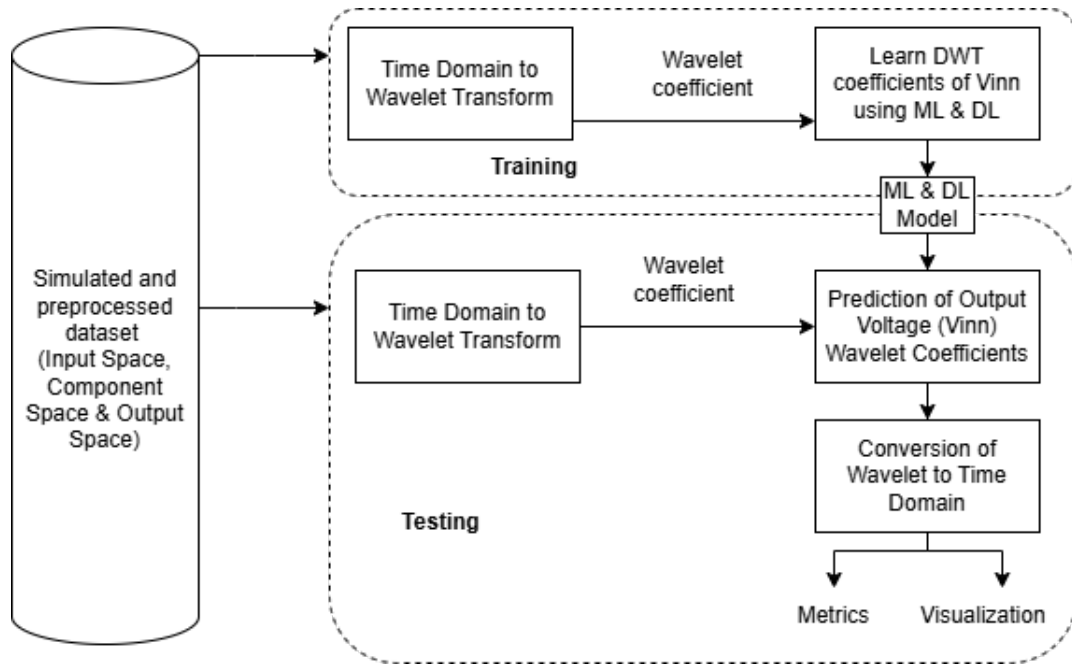 Simulated and
preprocessed
dataset
(Input Space,
Component
Space & Output
Space)
Time Domain to
Wavelet Transform
Wavelet
coefficient
Learn DWT
coefficients of Vinn
using ML & DL
Training
ML & DL
Model
Time Domain to
Wavelet Transform
Wavelet
coefficient
Prediction of Output
Voltage (Vinn)
Wavelet Coefficients
Conversion of
Wavelet to Time
Domain
Testing
Metrics
Visualization